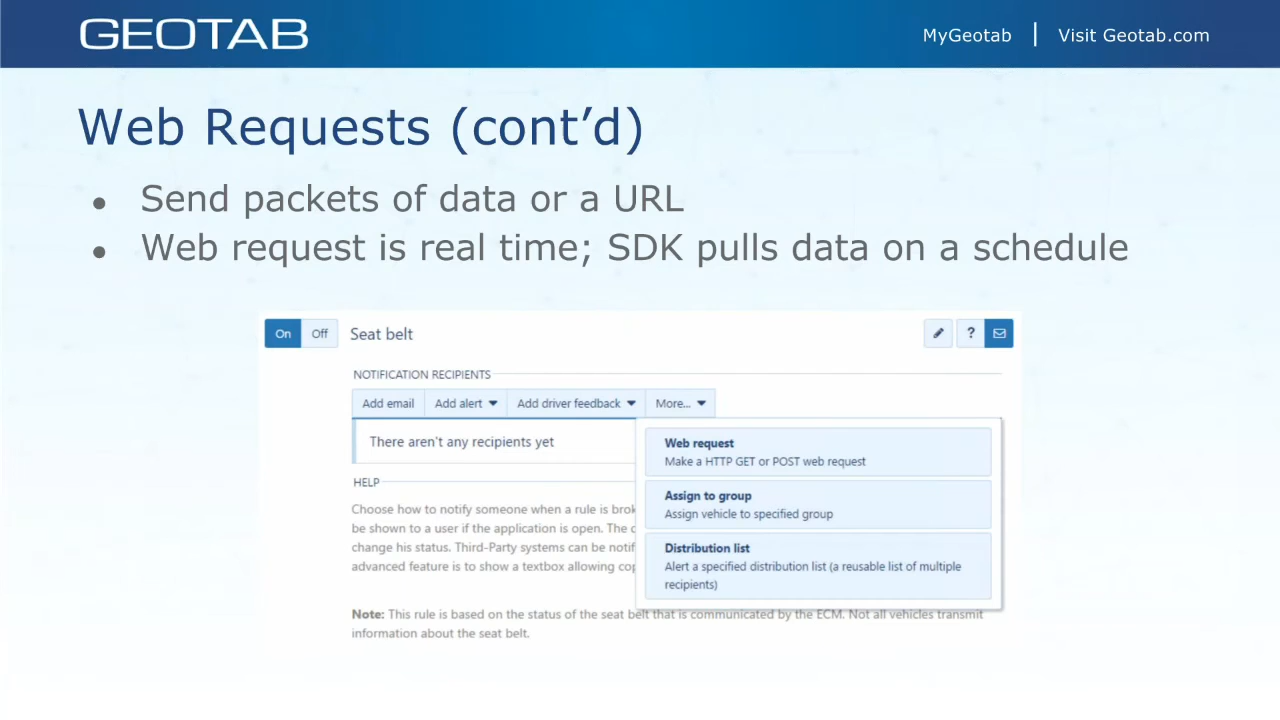 GEOTAB
MyGeotab | Visit Geotab.com
Web Requests (cont’d)
● Send packets of data or a URL
● Web request is real time; SDK pulls data on a schedule
On Off Seat belt ?
NOTIFICATION RECIPIENTS
Add email Add alert Add driver feedback More...
There aren't any recipients yet
Web request
Make a HTTP GET or POST web request
Assign to group
Assign vehicle to specified group
Distribution list
Alert a specified distribution list (a reusable list of multiple
recipients)
HELP
Choose how to notify someone when a rule is
be shown to a user if the application is open. The
change his status. Third-Party systems can be
advanced feature is to show a textbox allowing
Note: This rule is based on the status of the seat belt that is communicated by the ECM. Not all vehicles transmit
information about the seat belt.